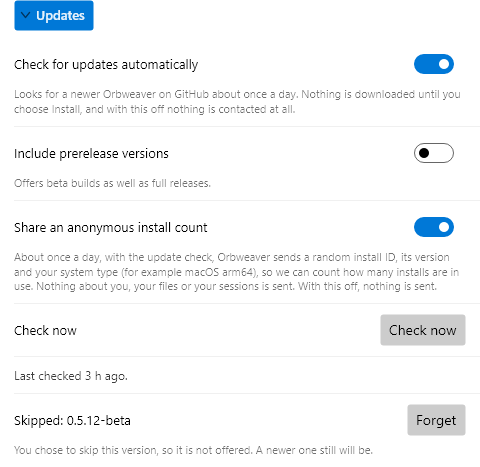 Updates
Check for updates automatically
Looks for a newer Orbweaver on GitHub about once a day. Nothing is downloaded until you
choose Install, and with this off nothing is contacted at all.
Include prerelease versions
Offers beta builds as well as full releases.
Share an anonymous install count
About once a day, with the update check, Orbweaver sends a random install ID, its version
and your system type (for example macOS arm64), so we can count how many installs are in
use. Nothing about you, your files or your sessions is sent. With this off, nothing is sent.
Check now
Check now
Last checked 3 h ago.
Skipped: 0.5.12-beta
Forget
You chose to skip this version, so it is not offered. A newer one still will be.